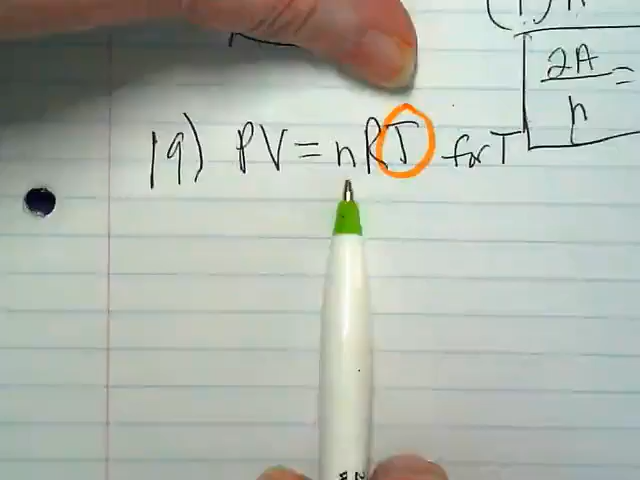 19) PV = nRT for T
2A =
h